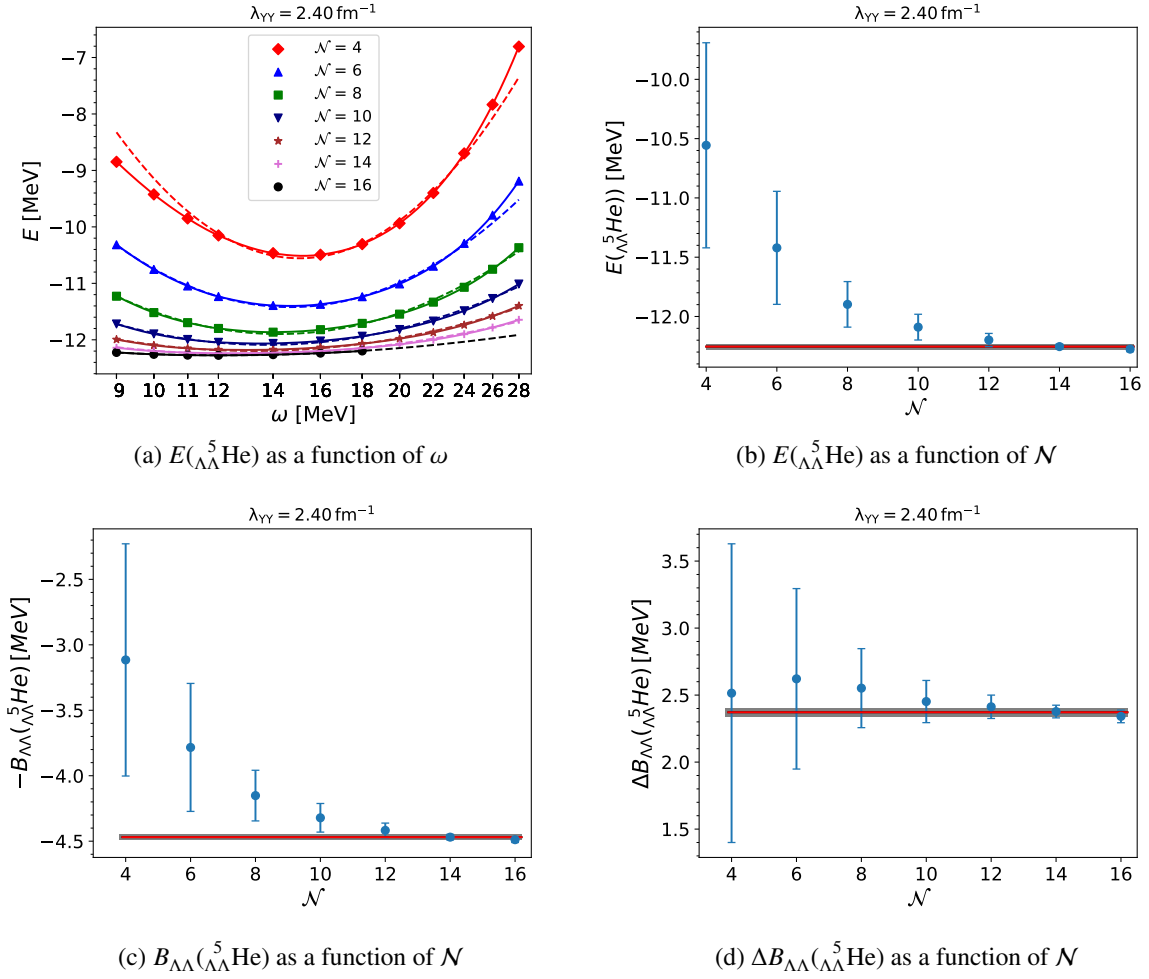 λYY = 2.40 fm⁻¹
E [MeV]
−7
−8
−9
−10
−11
−12
𝒩 = 4
𝒩 = 6
𝒩 = 8
𝒩 = 10
𝒩 = 12
𝒩 = 14
𝒩 = 16
9 10 11 12 14 16 18 20 22 24 26 28
ω [MeV]
(a) E(ΛΛ⁵He) as a function of ω
λYY = 2.40 fm⁻¹
E(ΛΛ⁵He)) [MeV]
−10.0
−10.5
−11.0
−11.5
−12.0
4 6 8 10 12 14 16
𝒩
(b) E(ΛΛ⁵He) as a function of 𝒩
λYY = 2.40 fm⁻¹
−BΛΛ(ΛΛ⁵He) [MeV]
−2.5
−3.0
−3.5
−4.0
−4.5
4 6 8 10 12 14 16
𝒩
(c) BΛΛ(ΛΛ⁵He) as a function of 𝒩
λYY = 2.40 fm⁻¹
ΔBΛΛ(ΛΛ⁵He) [MeV]
3.5
3.0
2.5
2.0
1.5
4 6 8 10 12 14 16
𝒩
(d) ΔBΛΛ(ΛΛ⁵He) as a function of 𝒩